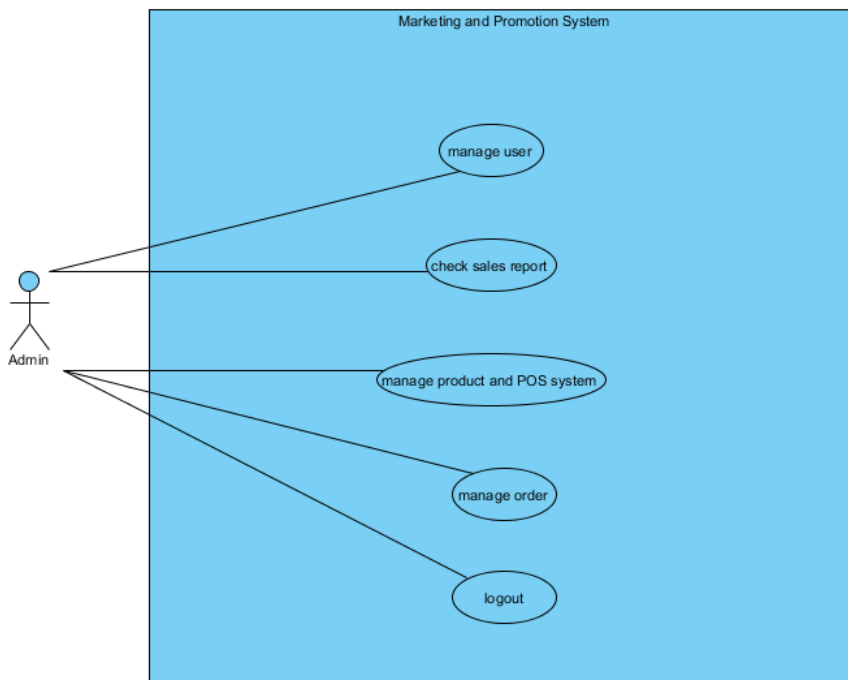 Marketing and Promotion System
manage user
check sales report
Admin
manage product and POS system
manage order
logout